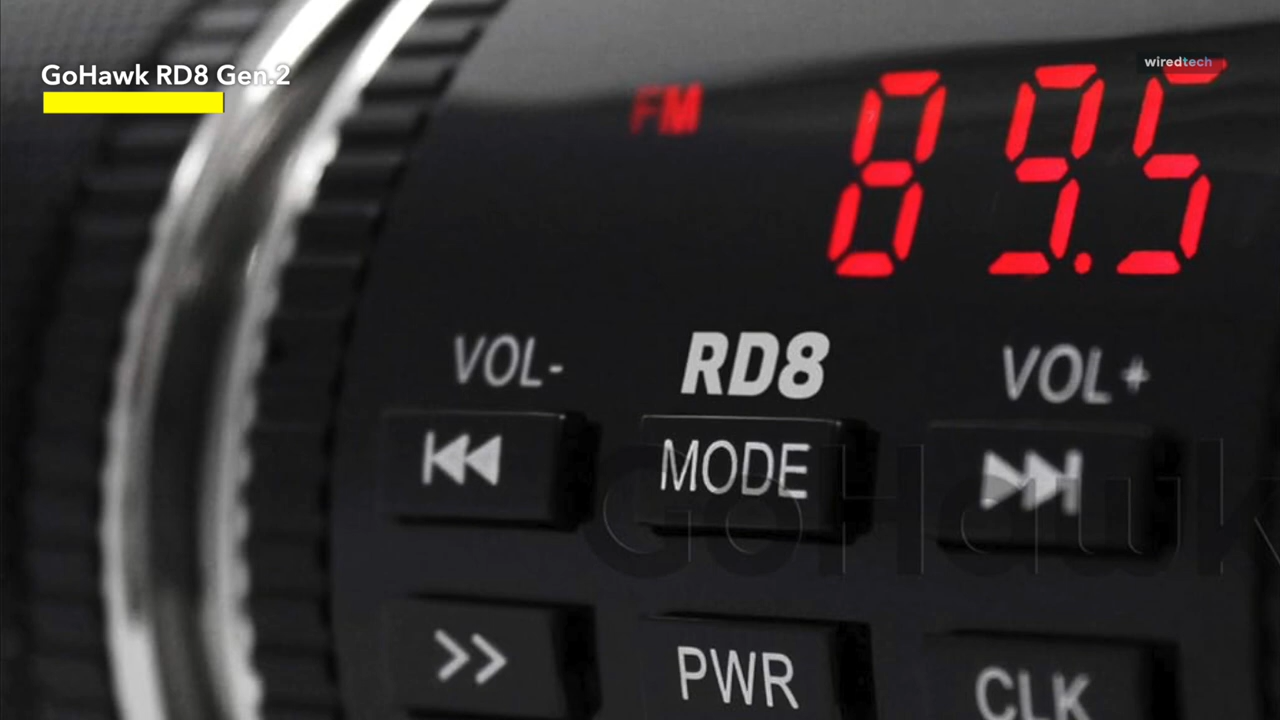 GoHawk RD8 Gen.2
wiredtech
FM 89.5
VOL- RD8 VOL+
MODE
GoHawk
>> PWR CLK